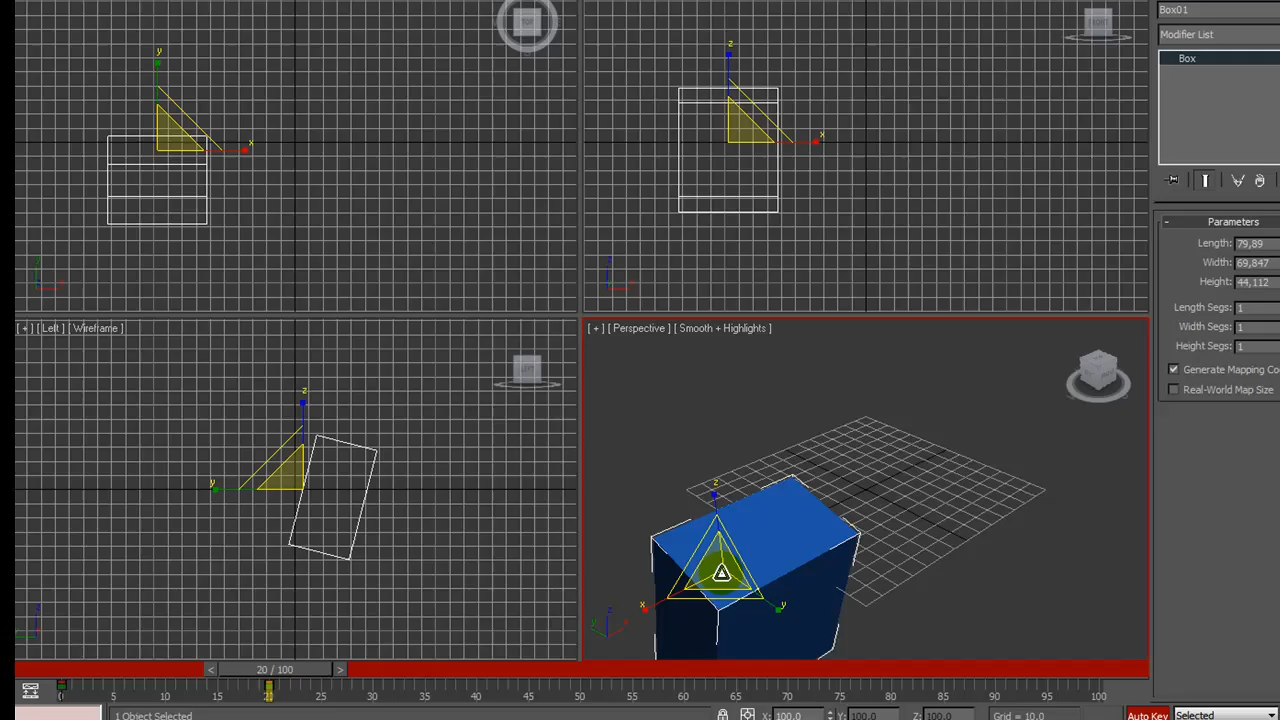 Box01
TOP
FRONT
Modifier List
Box
y
x
z
x
Parameters
Length: 79,89
Width: 69,847
Height: 44,112
Length Segs: 1
Width Segs: 1
Height Segs: 1
Generate Mapping Co
Real-World Map Size
[ + ] [ Left ] [ Wireframe ]
[ + ] [ Perspective ] [ Smooth + Highlights ]
LEFT
z
y
z
x
y
< 20 / 100 >
0 5 10 15 20 25 30 35 40 45 50 55 60 65 70 75 80 85 90 95 100
1 Object Selected
X: 100,0 Y: 100,0 Z: 100,0
Grid = 10,0
Auto Key
Selected